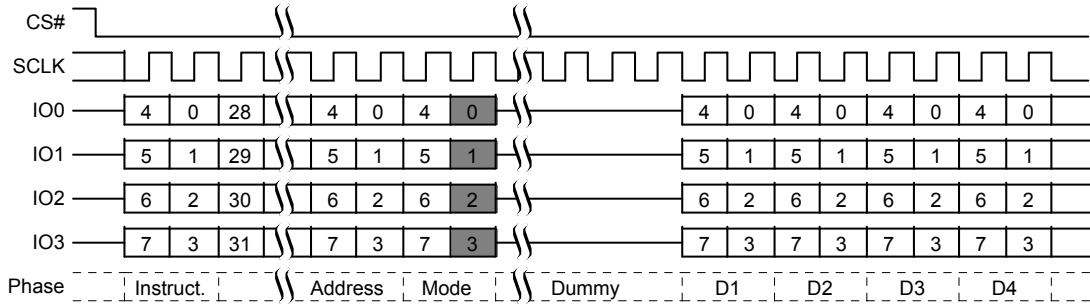 CS#
SCLK
IO0 4 0 28 4 0 4 0 4 0 4 0 4 0 4 0
IO1 5 1 29 5 1 5 1 5 1 5 1 5 1 5 1
IO2 6 2 30 6 2 6 2 6 2 6 2 6 2 6 2
IO3 7 3 31 7 3 7 3 7 3 7 3 7 3 7 3
Phase Instruct. Address Mode Dummy D1 D2 D3 D4